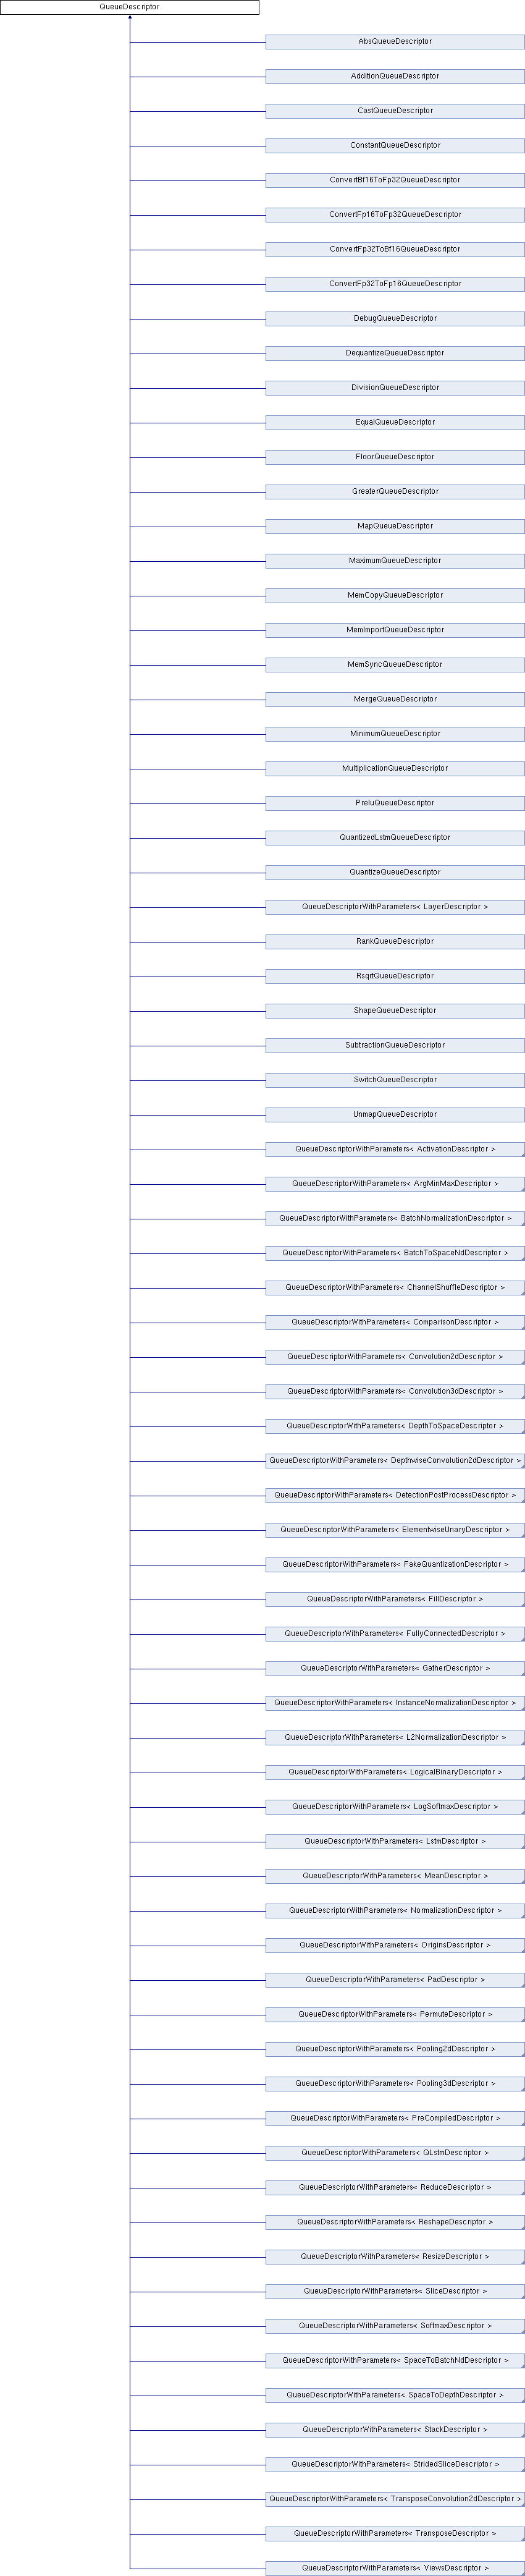 QueueDescriptor
AbsQueueDescriptor
AdditionQueueDescriptor
CastQueueDescriptor
ConstantQueueDescriptor
ConvertBf16ToFp32QueueDescriptor
ConvertFp16ToFp32QueueDescriptor
ConvertFp32ToBf16QueueDescriptor
ConvertFp32ToFp16QueueDescriptor
DebugQueueDescriptor
DequantizeQueueDescriptor
DivisionQueueDescriptor
EqualQueueDescriptor
FloorQueueDescriptor
GreaterQueueDescriptor
MapQueueDescriptor
MaximumQueueDescriptor
MemCopyQueueDescriptor
MemImportQueueDescriptor
MemSyncQueueDescriptor
MergeQueueDescriptor
MinimumQueueDescriptor
MultiplicationQueueDescriptor
PreluQueueDescriptor
QuantizedLstmQueueDescriptor
QuantizeQueueDescriptor
QueueDescriptorWithParameters< LayerDescriptor >
RankQueueDescriptor
RsqrtQueueDescriptor
ShapeQueueDescriptor
SubtractionQueueDescriptor
SwitchQueueDescriptor
UnmapQueueDescriptor
QueueDescriptorWithParameters< ActivationDescriptor >
QueueDescriptorWithParameters< ArgMinMaxDescriptor >
QueueDescriptorWithParameters< BatchNormalizationDescriptor >
QueueDescriptorWithParameters< BatchToSpaceNdDescriptor >
QueueDescriptorWithParameters< ChannelShuffleDescriptor >
QueueDescriptorWithParameters< ComparisonDescriptor >
QueueDescriptorWithParameters< Convolution2dDescriptor >
QueueDescriptorWithParameters< Convolution3dDescriptor >
QueueDescriptorWithParameters< DepthToSpaceDescriptor >
QueueDescriptorWithParameters< DepthwiseConvolution2dDescriptor >
QueueDescriptorWithParameters< DetectionPostProcessDescriptor >
QueueDescriptorWithParameters< ElementwiseUnaryDescriptor >
QueueDescriptorWithParameters< FakeQuantizationDescriptor >
QueueDescriptorWithParameters< FillDescriptor >
QueueDescriptorWithParameters< FullyConnectedDescriptor >
QueueDescriptorWithParameters< GatherDescriptor >
QueueDescriptorWithParameters< InstanceNormalizationDescriptor >
QueueDescriptorWithParameters< L2NormalizationDescriptor >
QueueDescriptorWithParameters< LogicalBinaryDescriptor >
QueueDescriptorWithParameters< LogSoftmaxDescriptor >
QueueDescriptorWithParameters< LstmDescriptor >
QueueDescriptorWithParameters< MeanDescriptor >
QueueDescriptorWithParameters< NormalizationDescriptor >
QueueDescriptorWithParameters< OriginsDescriptor >
QueueDescriptorWithParameters< PadDescriptor >
QueueDescriptorWithParameters< PermuteDescriptor >
QueueDescriptorWithParameters< Pooling2dDescriptor >
QueueDescriptorWithParameters< Pooling3dDescriptor >
QueueDescriptorWithParameters< PreCompiledDescriptor >
QueueDescriptorWithParameters< QLstmDescriptor >
QueueDescriptorWithParameters< ReduceDescriptor >
QueueDescriptorWithParameters< ReshapeDescriptor >
QueueDescriptorWithParameters< ResizeDescriptor >
QueueDescriptorWithParameters< SliceDescriptor >
QueueDescriptorWithParameters< SoftmaxDescriptor >
QueueDescriptorWithParameters< SpaceToBatchNdDescriptor >
QueueDescriptorWithParameters< SpaceToDepthDescriptor >
QueueDescriptorWithParameters< StackDescriptor >
QueueDescriptorWithParameters< StridedSliceDescriptor >
QueueDescriptorWithParameters< TransposeConvolution2dDescriptor >
QueueDescriptorWithParameters< TransposeDescriptor >
QueueDescriptorWithParameters< ViewsDescriptor >